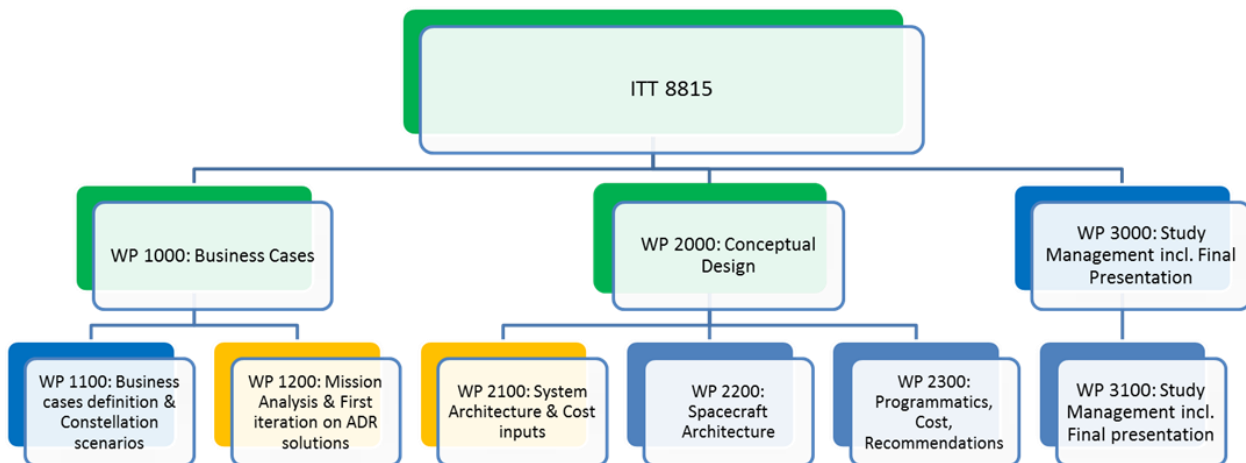 ITT 8815
WP 1000: Business Cases
WP 2000: Conceptual
Design
WP 3000: Study
Management incl. Final
Presentation
WP 1100: Business
cases definition &
Constellation
scenarios
WP 1200: Mission
Analysis & First
iteration on ADR
solutions
WP 2100: System
Architecture & Cost
inputs
WP 2200:
Spacecraft
Architecture
WP 2300:
Programmatics,
Cost,
Recommendations
WP 3100: Study
Management incl.
Final presentation